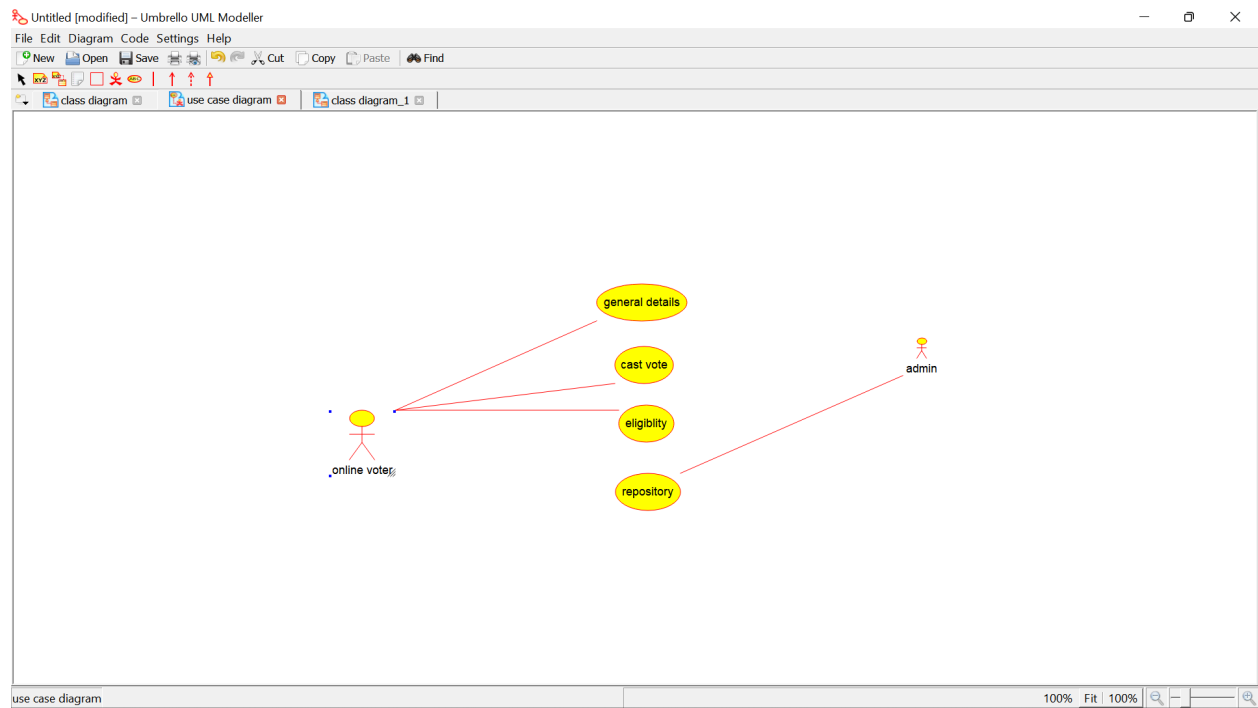 Untitled [modified] – Umbrello UML Modeller
File Edit Diagram Code Settings Help
New Open Save Cut Copy Paste Find
XYZ ABC
class diagram use case diagram class diagram_1
general details
cast vote
admin
eligiblity
online voter
repository
use case diagram 100% Fit 100%